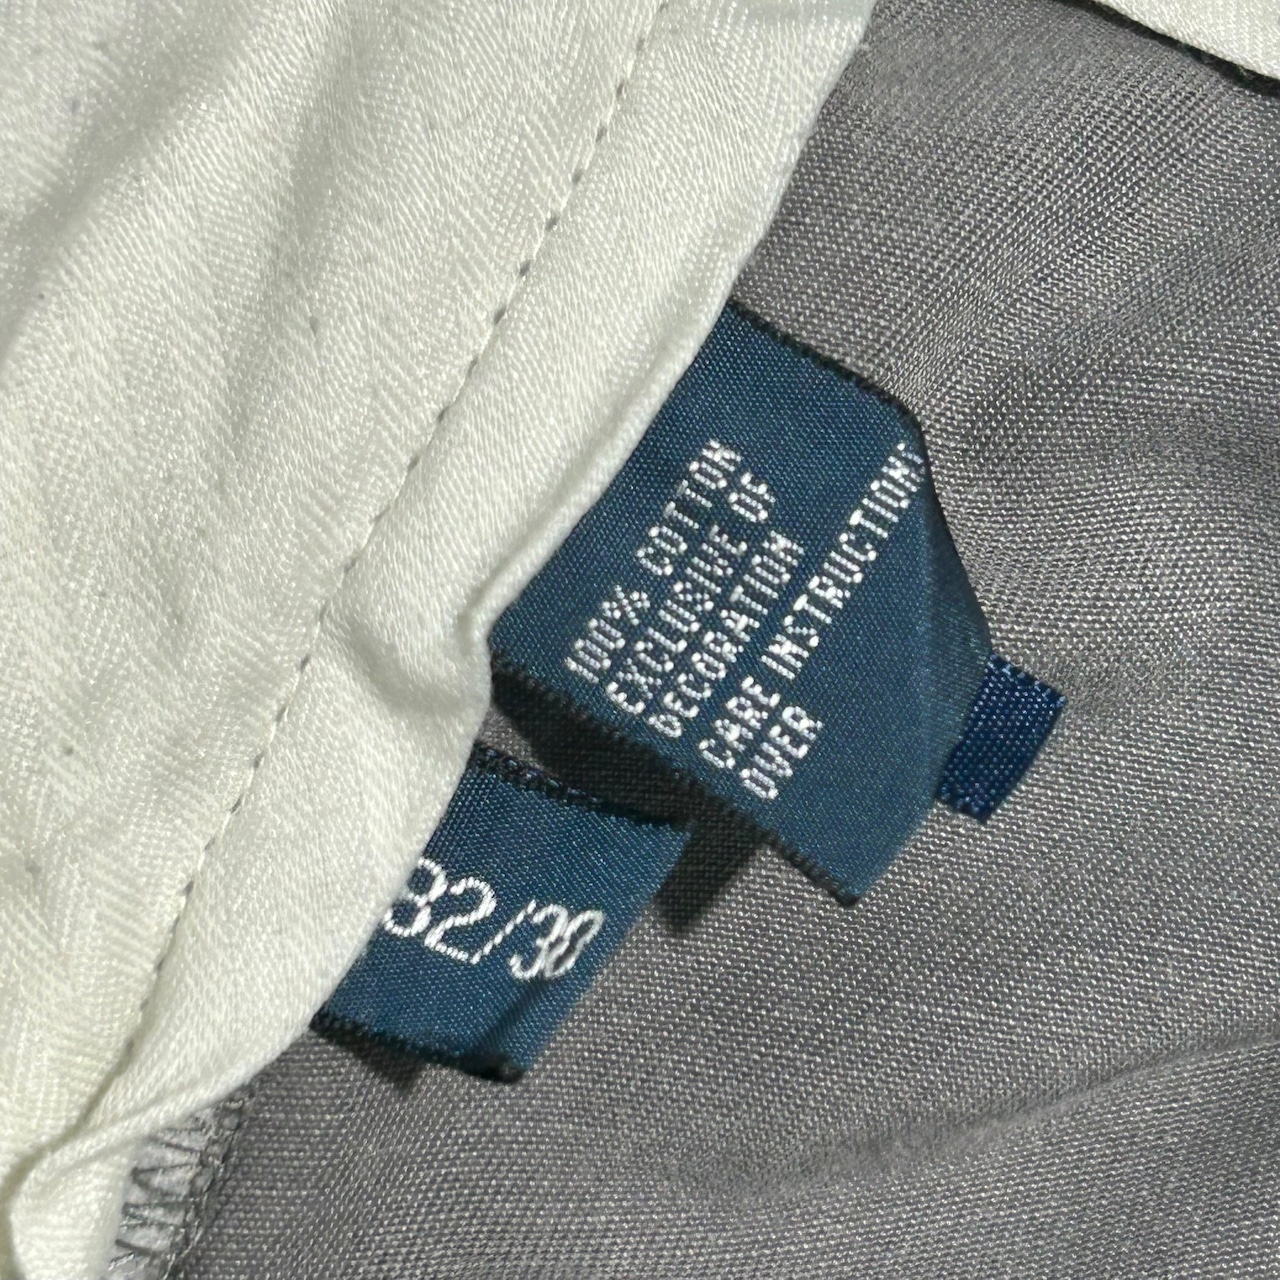 100% COTTON
EXCLUSIVE OF
DECORATION
CARE INSTRUCTIONS
OVER
32/30